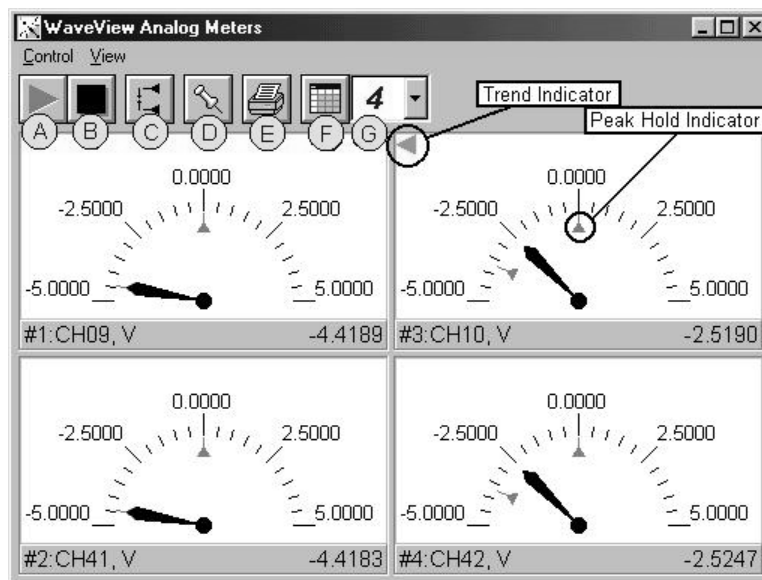 WaveView Analog Meters
Control View
4
Trend Indicator
Peak Hold Indicator
A B C D E F G
0.0000
-2.5000 2.5000
-5.0000 5.0000
#1:CH09, V -4.4189
0.0000
-2.5000 2.5000
-5.0000 5.0000
#3:CH10, V -2.5190
0.0000
-2.5000 2.5000
-5.0000 5.0000
#2:CH41, V -4.4183
0.0000
-2.5000 2.5000
-5.0000 5.0000
#4:CH42, V -2.5247